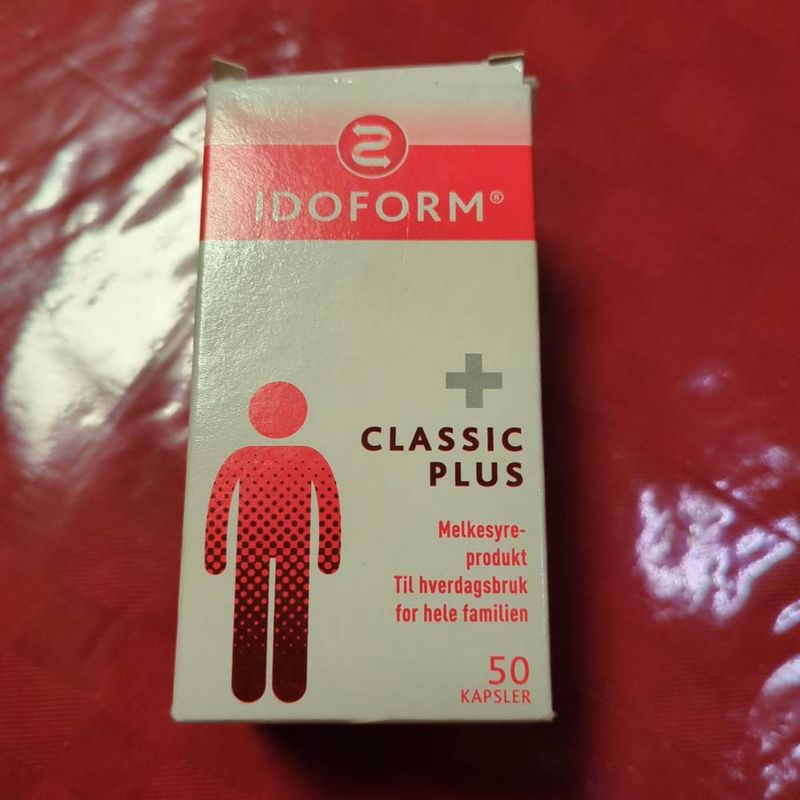 IDOFORM®
CLASSIC
PLUS
Melkesyre-
produkt
Til hverdagsbruk
for hele familien
50
KAPSLER